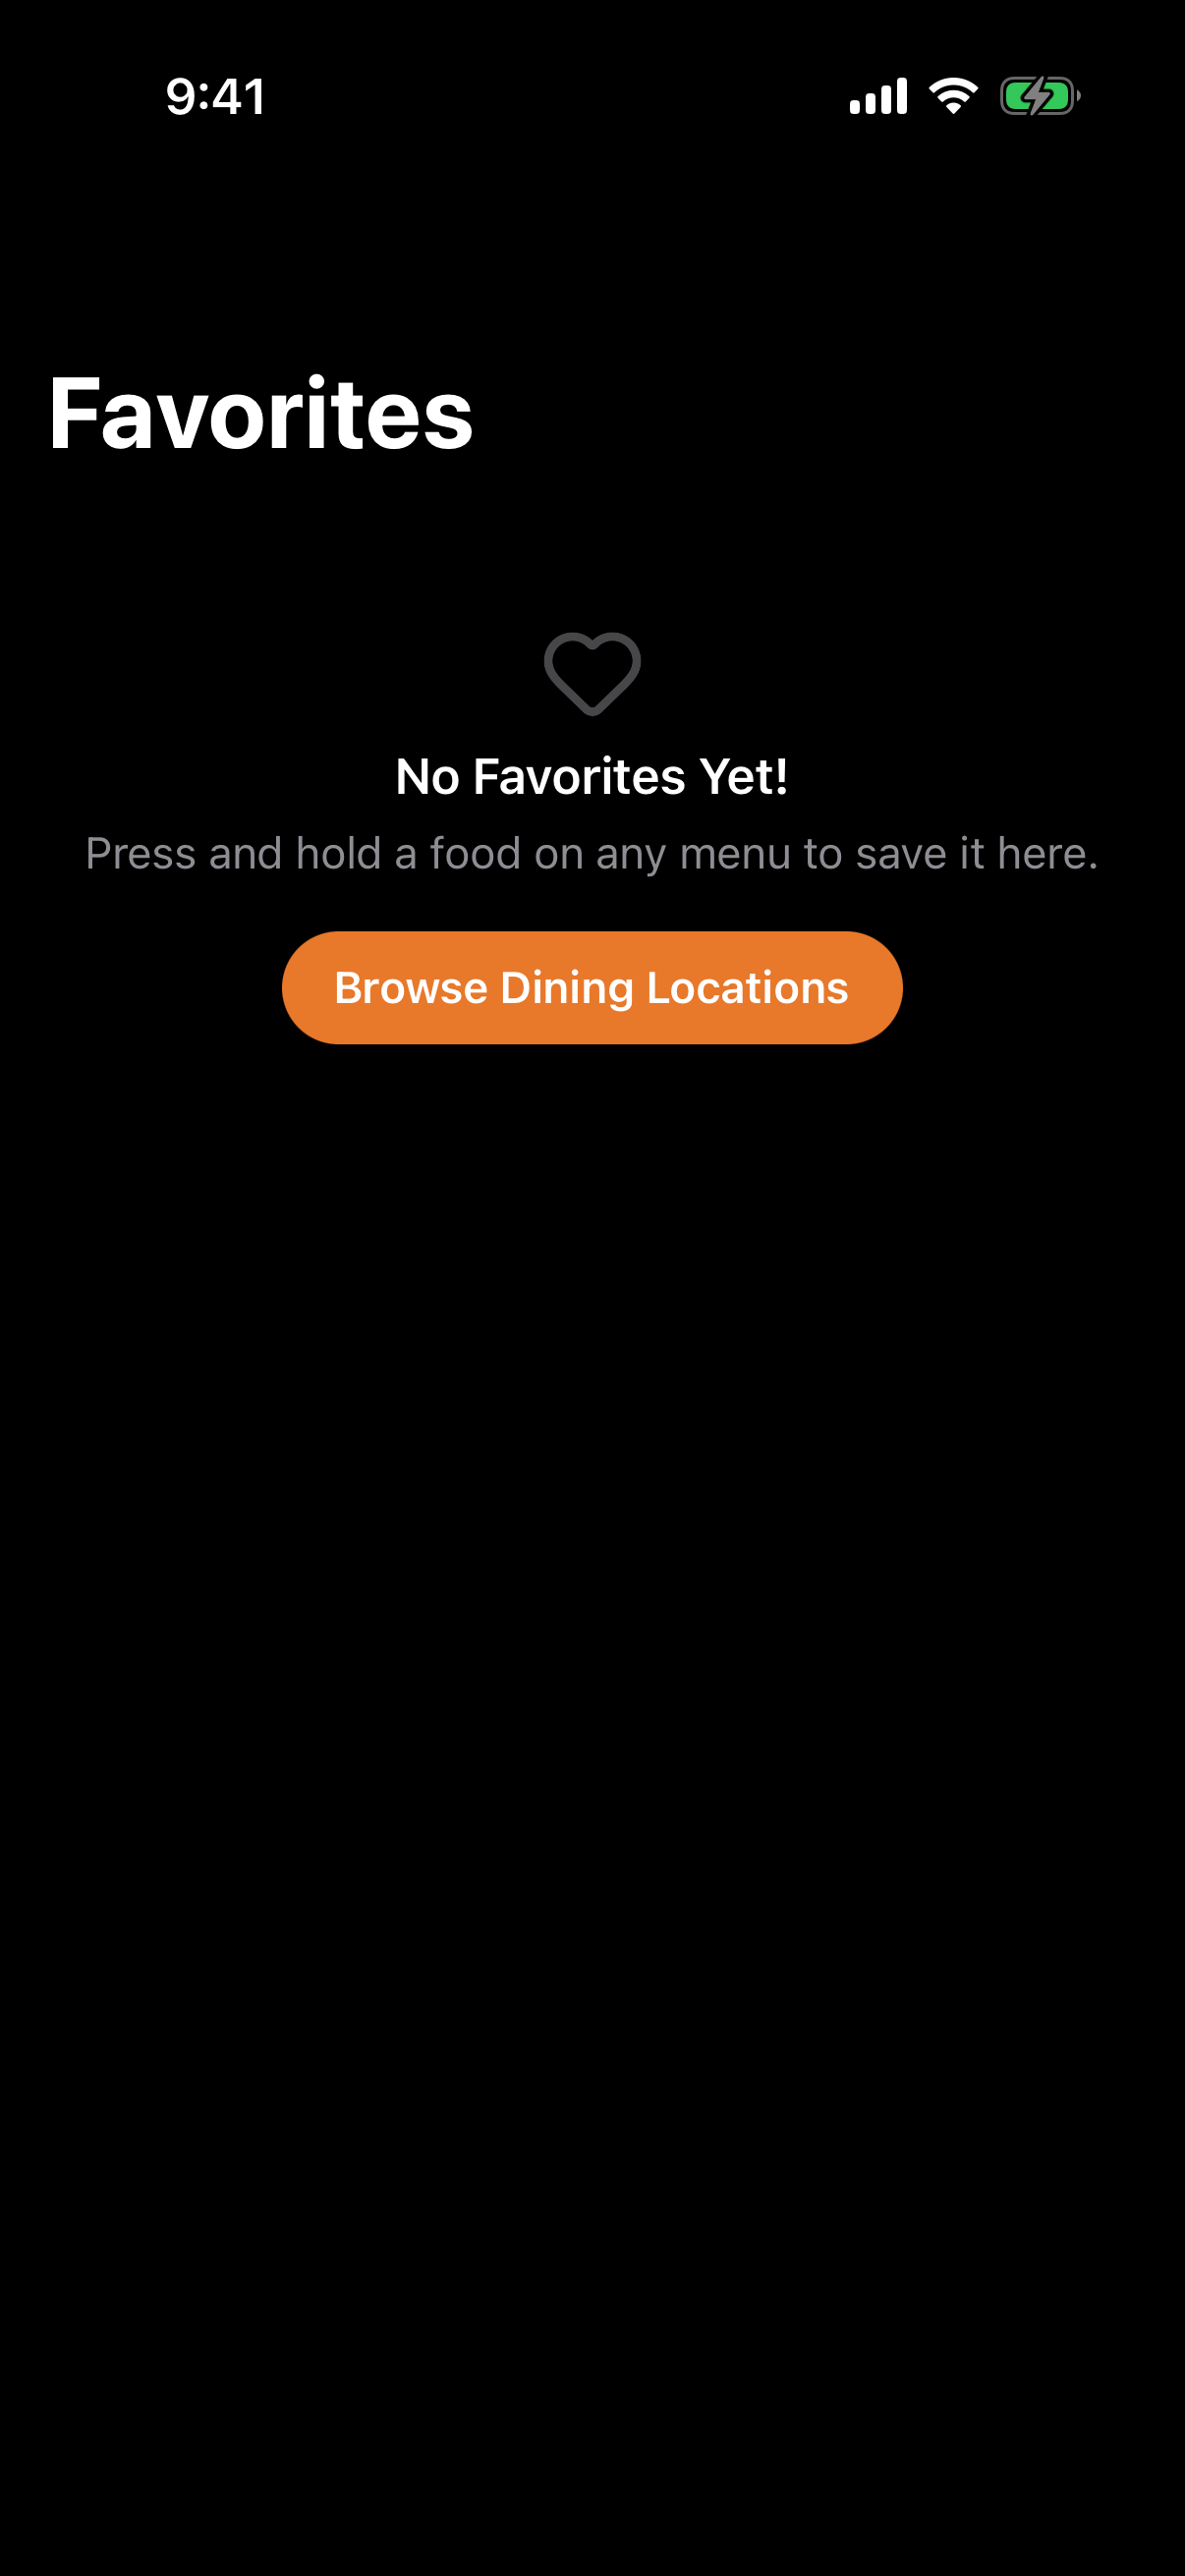 9:41
Favorites
No Favorites Yet!
Press and hold a food on any menu to save it here.
Browse Dining Locations